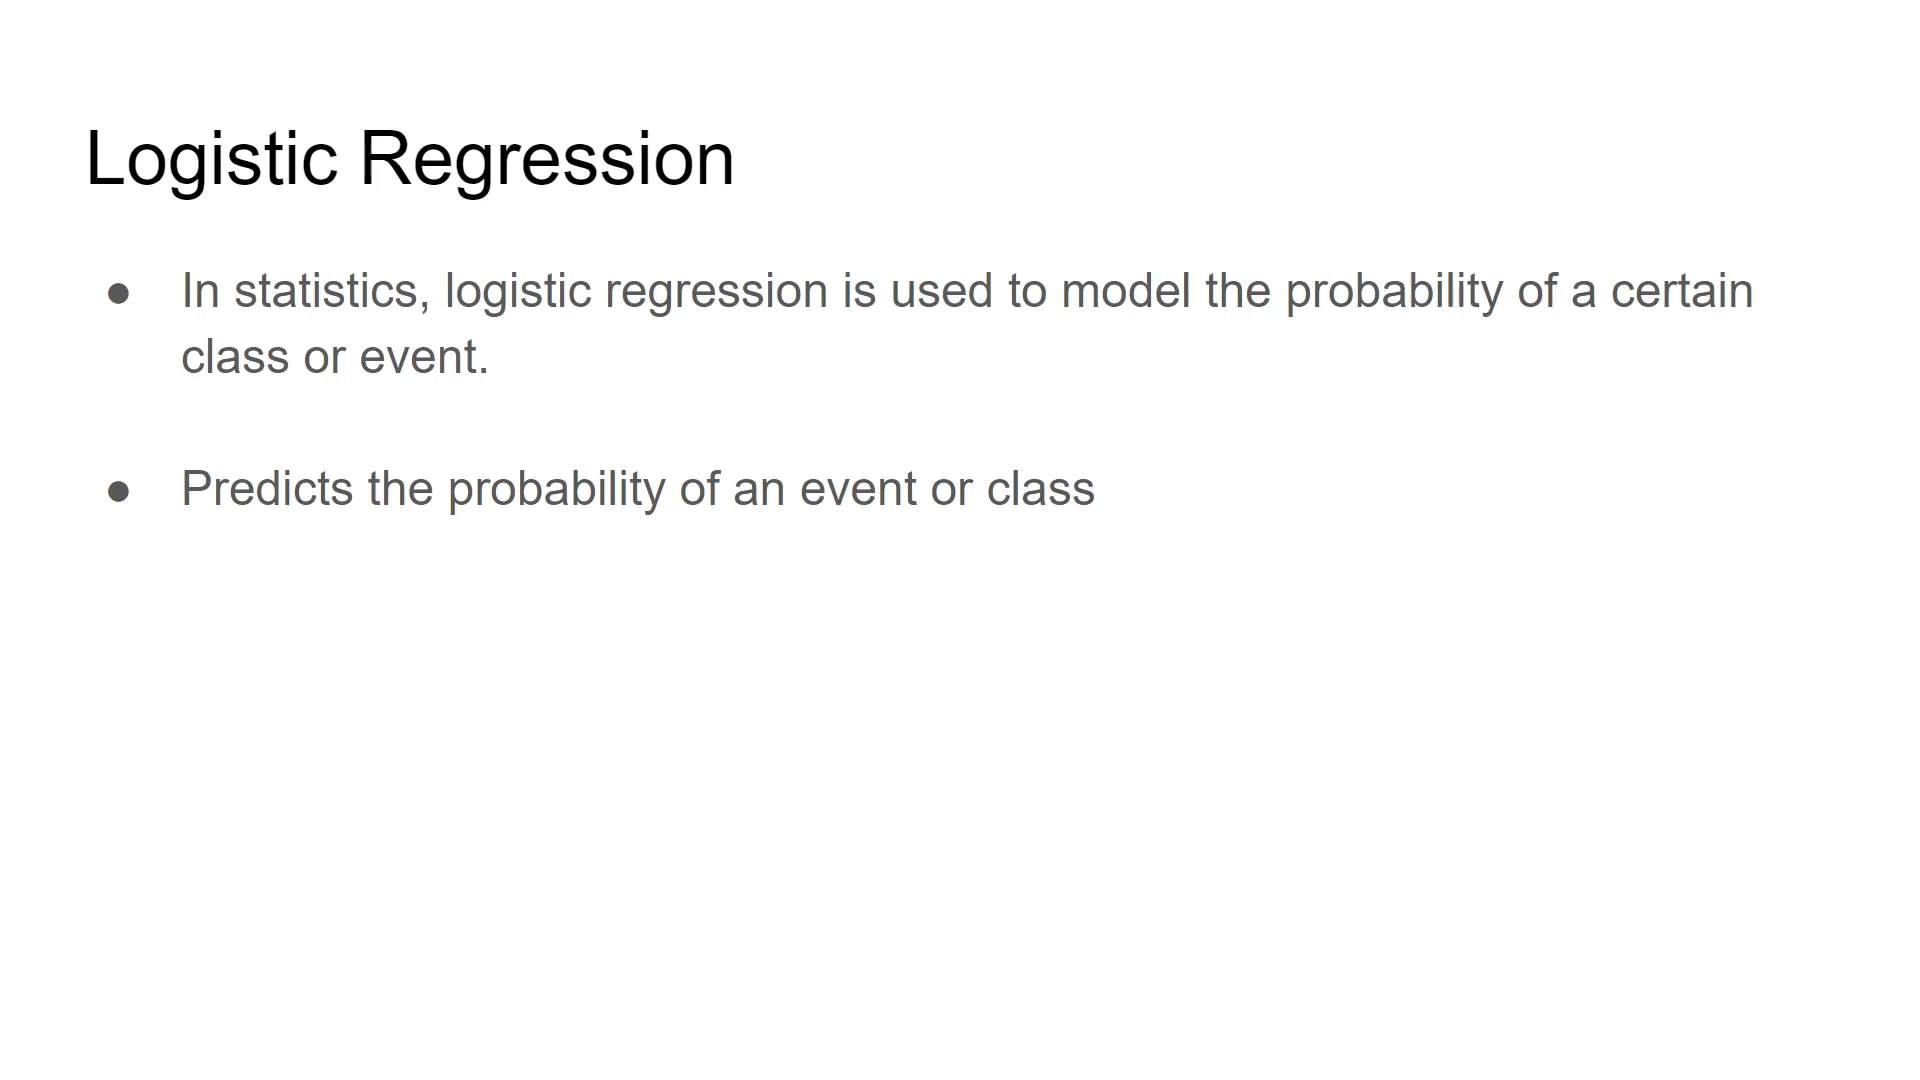 Logistic Regression
● In statistics, logistic regression is used to model the probability of a certain
class or event.
● Predicts the probability of an event or class